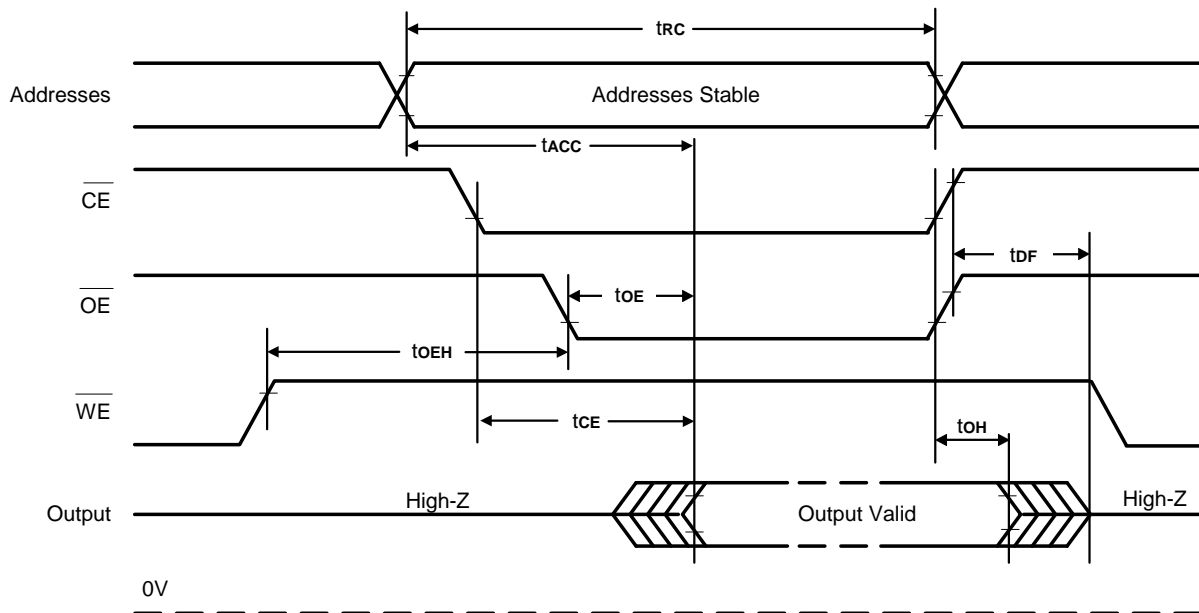 tRC
Addresses
Addresses Stable
tACC
CE
tDF
OE
tOE
tOEH
WE
tCE
tOH
High-Z
Output
Output Valid
High-Z
0V